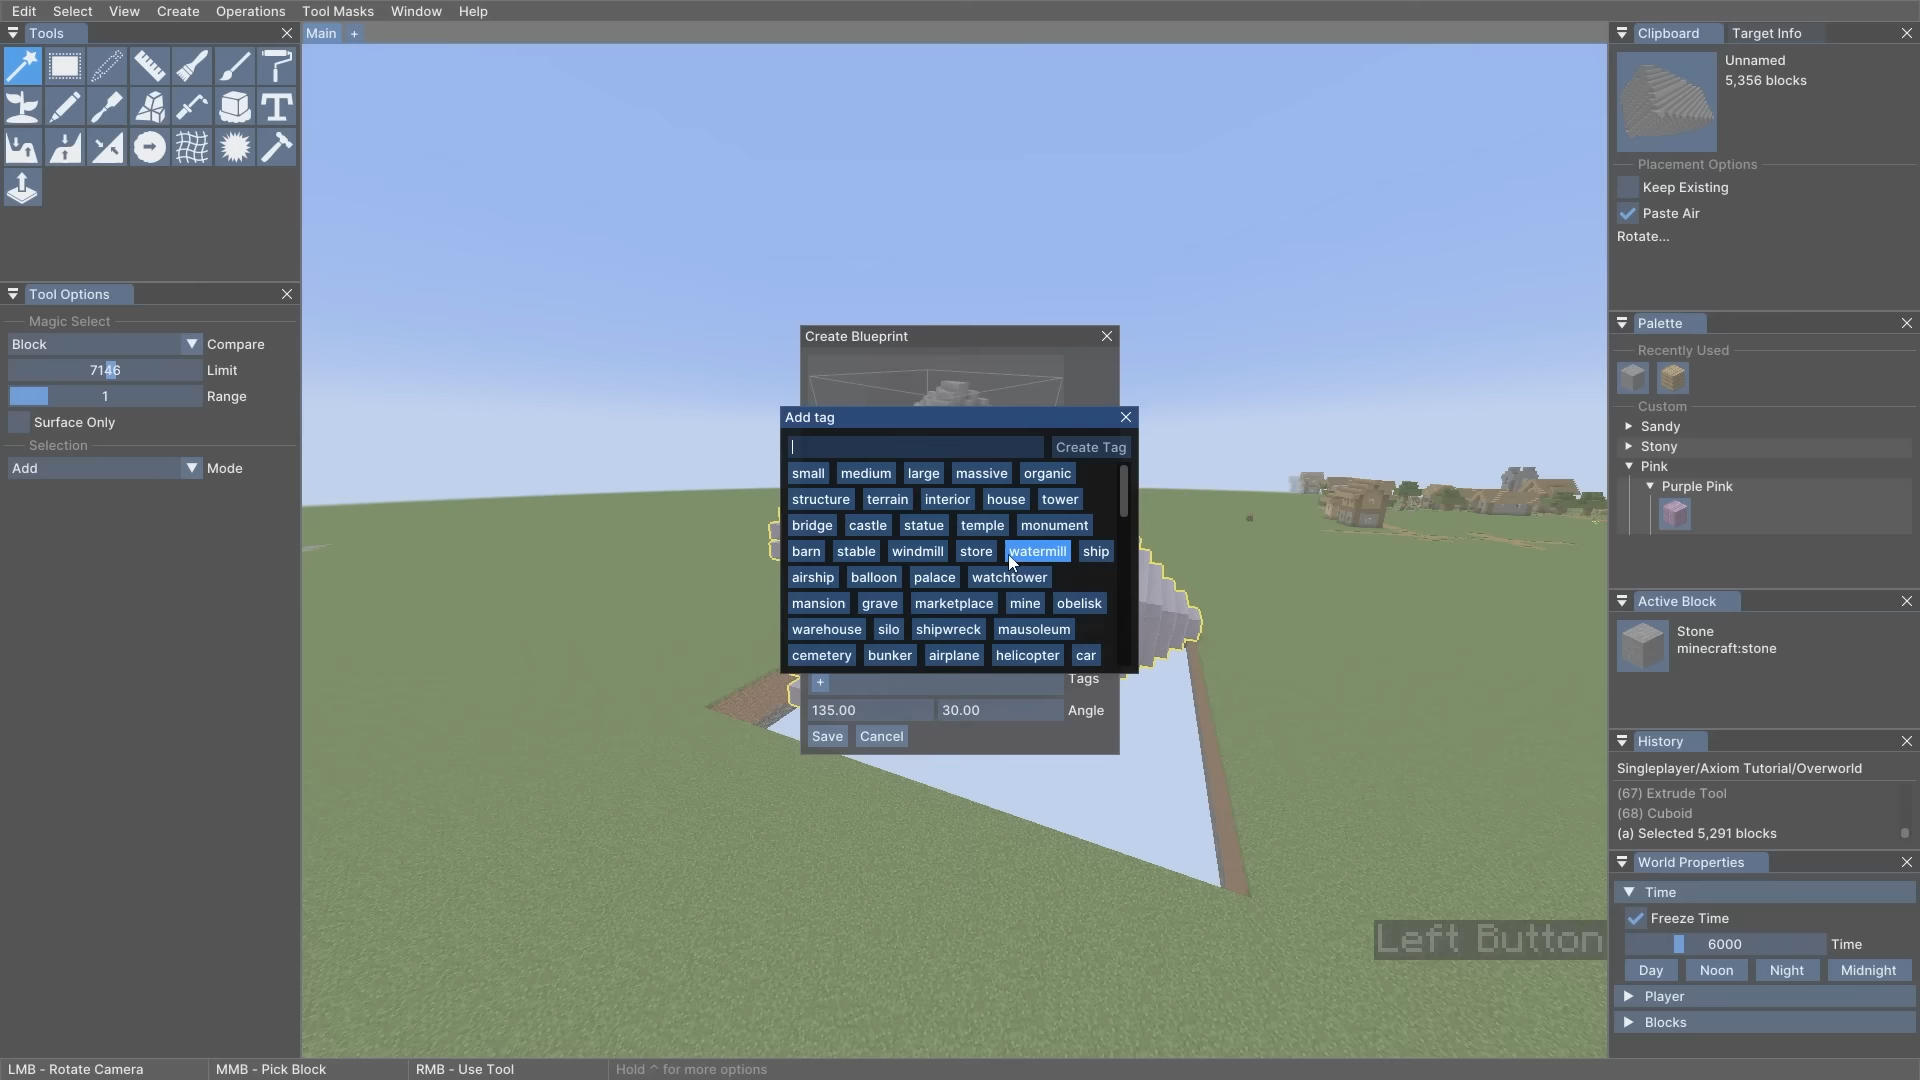 Edit Select View Create Operations Tool Masks Window Help
Tools
Main +
Clipboard Target Info
Unnamed
5,356 blocks
Placement Options
Keep Existing
Paste Air
Rotate...
Tool Options
Magic Select
Block Compare
7146 Limit
1 Range
Surface Only
Selection
Add Mode
Create Blueprint
Add tag
Create Tag
small medium large massive organic
structure terrain interior house tower
bridge castle statue temple monument
barn stable windmill store watermill ship
airship balloon palace watchtower
mansion grave marketplace mine obelisk
warehouse silo shipwreck mausoleum
cemetery bunker airplane helicopter car
+ Tags
135.00 30.00 Angle
Save Cancel
Palette
Recently Used
Custom
Sandy
Stony
Pink
Purple Pink
Active Block
Stone
minecraft:stone
History
Singleplayer/Axiom Tutorial/Overworld
(67) Extrude Tool
(68) Cuboid
(a) Selected 5,291 blocks
World Properties
Time
Freeze Time
6000 Time
Day Noon Night Midnight
Player
Blocks
Left Button
LMB - Rotate Camera MMB - Pick Block RMB - Use Tool Hold ^ for more options